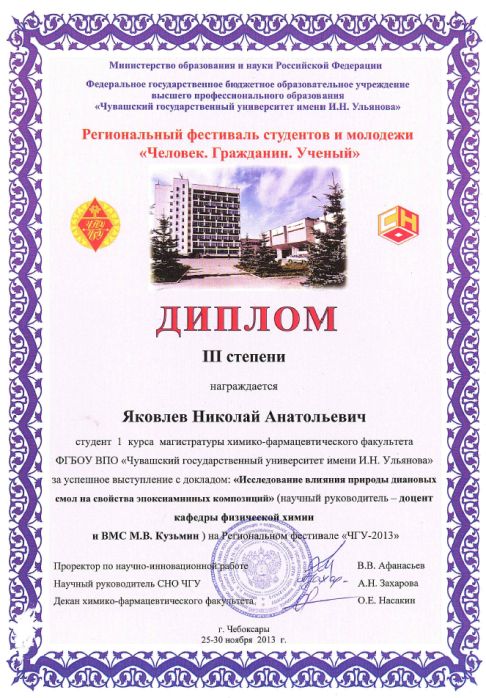 Министерство образования и науки Российской Федерации
Федеральное государственное бюджетное образовательное учреждение
высшего профессионального образования
«Чувашский государственный университет имени И.Н. Ульянова»
Региональный фестиваль студентов и молодежи
«Человек. Гражданин. Ученый»
СНО
ДИПЛОМ
III степени
награждается
Яковлев Николай Анатольевич
студент 1 курса магистратуры химико-фармацевтического факультета
ФГБОУ ВПО «Чувашский государственный университет имени И.Н. Ульянова»
за успешное выступление с докладом: «Исследование влияния природы диановых
смол на свойства эпоксиаминных композиций» (научный руководитель – доцент
кафедры физической химии
и ВМС М.В. Кузьмин ) на Региональном фестивале «ЧГУ-2013»
Проректор по научно-инновационной работе В.В. Афанасьев
Научный руководитель СНО ЧГУ А.Н. Захарова
Декан химико-фармацевтического факультета О.Е. Насакин
г. Чебоксары
25-30 ноября 2013 г.